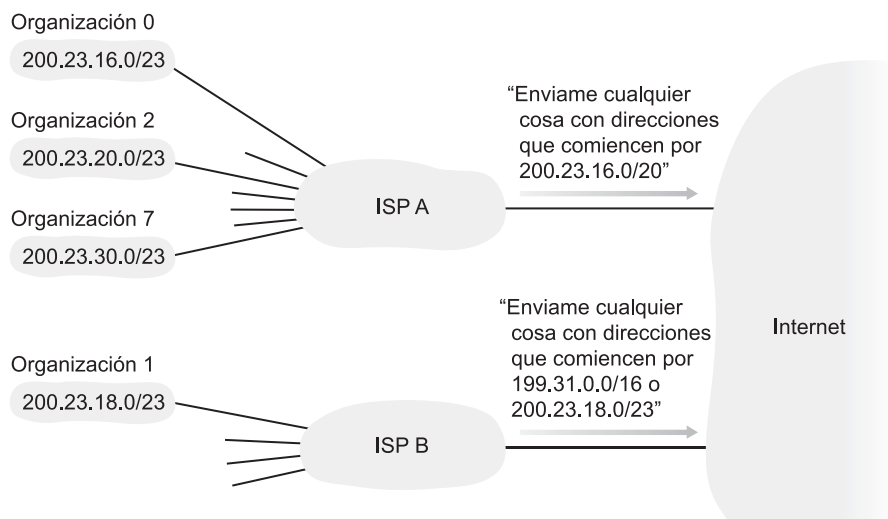 Organización 0
200.23.16.0/23
Organización 2
200.23.20.0/23
Organización 7
200.23.30.0/23
ISP A
“Enviame cualquier
cosa con direcciones
que comiencen por
200.23.16.0/20”
Organización 1
200.23.18.0/23
ISP B
“Enviame cualquier
cosa con direcciones
que comiencen por
199.31.0.0/16 o
200.23.18.0/23”
Internet